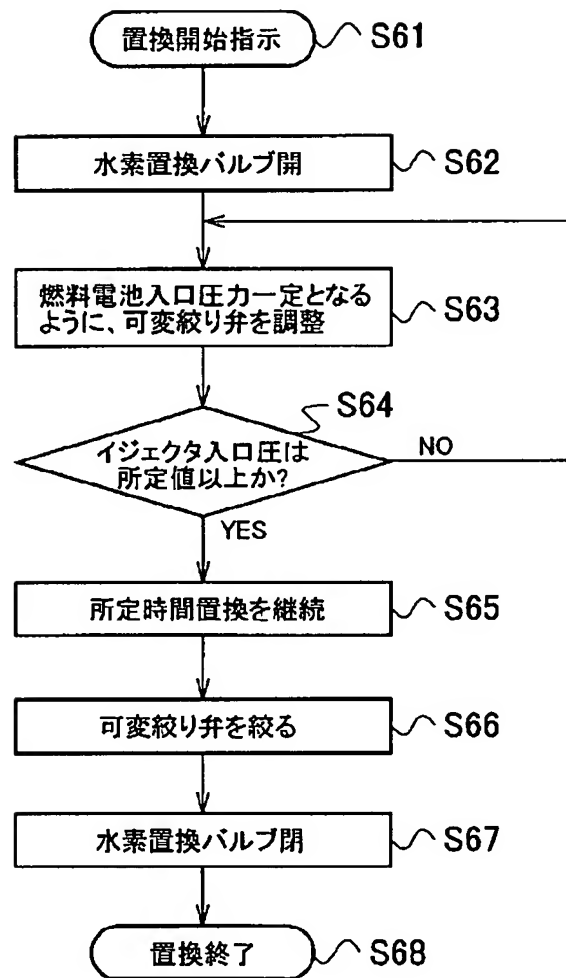 置換開始指示
S61
水素置換バルブ開
S62
燃料電池入口圧力一定となる
ように、可変絞り弁を調整
S63
S64
イジェクタ入口圧は
所定値以上か?
NO
YES
所定時間置換を継続
S65
可変絞り弁を絞る
S66
水素置換バルブ閉
S67
置換終了
S68